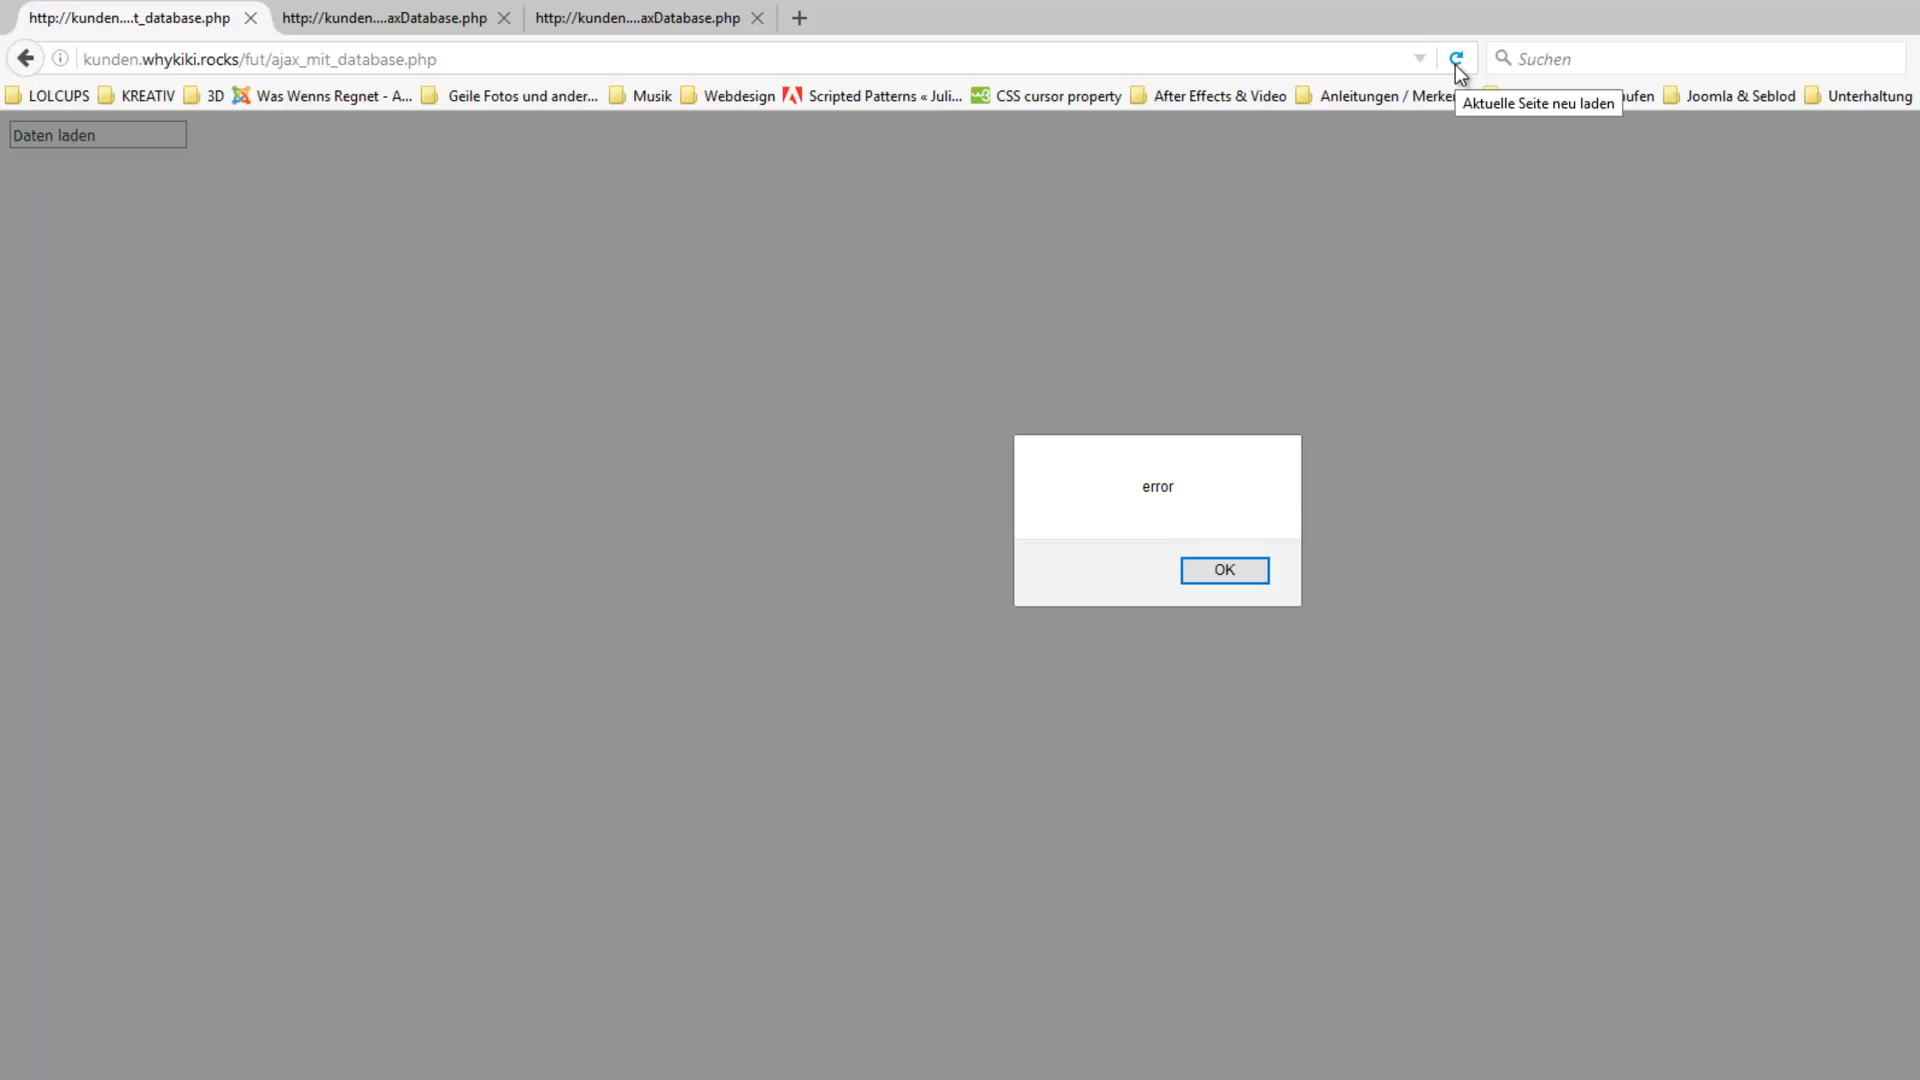 http://kunden....t_database.php
http://kunden....axDatabase.php
http://kunden....axDatabase.php
kunden.whykiki.rocks/fut/ajax_mit_database.php
Suchen
LOLCUPS
KREATIV
3D
Was Wenns Regnet - A...
Geile Fotos und ander...
Musik
Webdesign
Scripted Patterns « Juli...
CSS cursor property
After Effects & Video
Anleitungen / Merke
ufen
Joomla & Seblod
Unterhaltung
Aktuelle Seite neu laden
Daten laden
error
OK